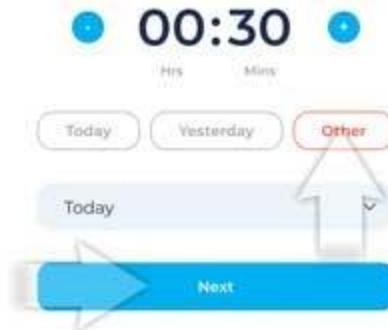 - 00:30 +
Hrs Mins
Today Yesterday Other
Today
Next